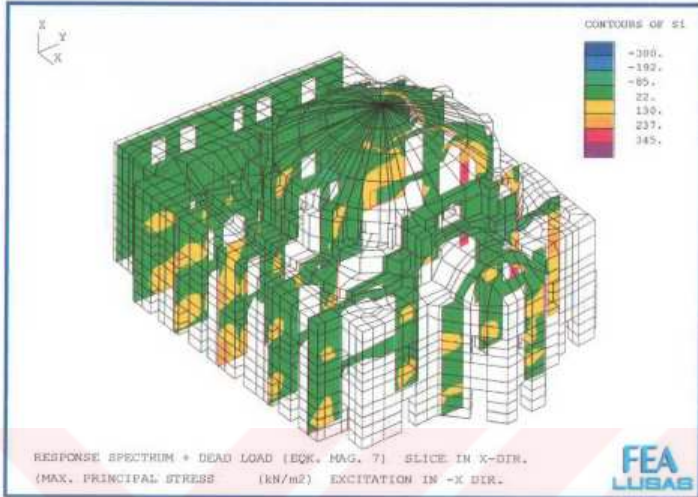 CONTOURS OF S1
Z
Y
X
-300.
-192.
-85.
22.
130.
237.
345.
RESPONSE SPECTRUM + DEAD LOAD (EQK. MAG. 7) SLICE IN X-DIR.
(MAX. PRINCIPAL STRESS (kN/m2) EXCITATION IN -X DIR.
FEA
LUSAS